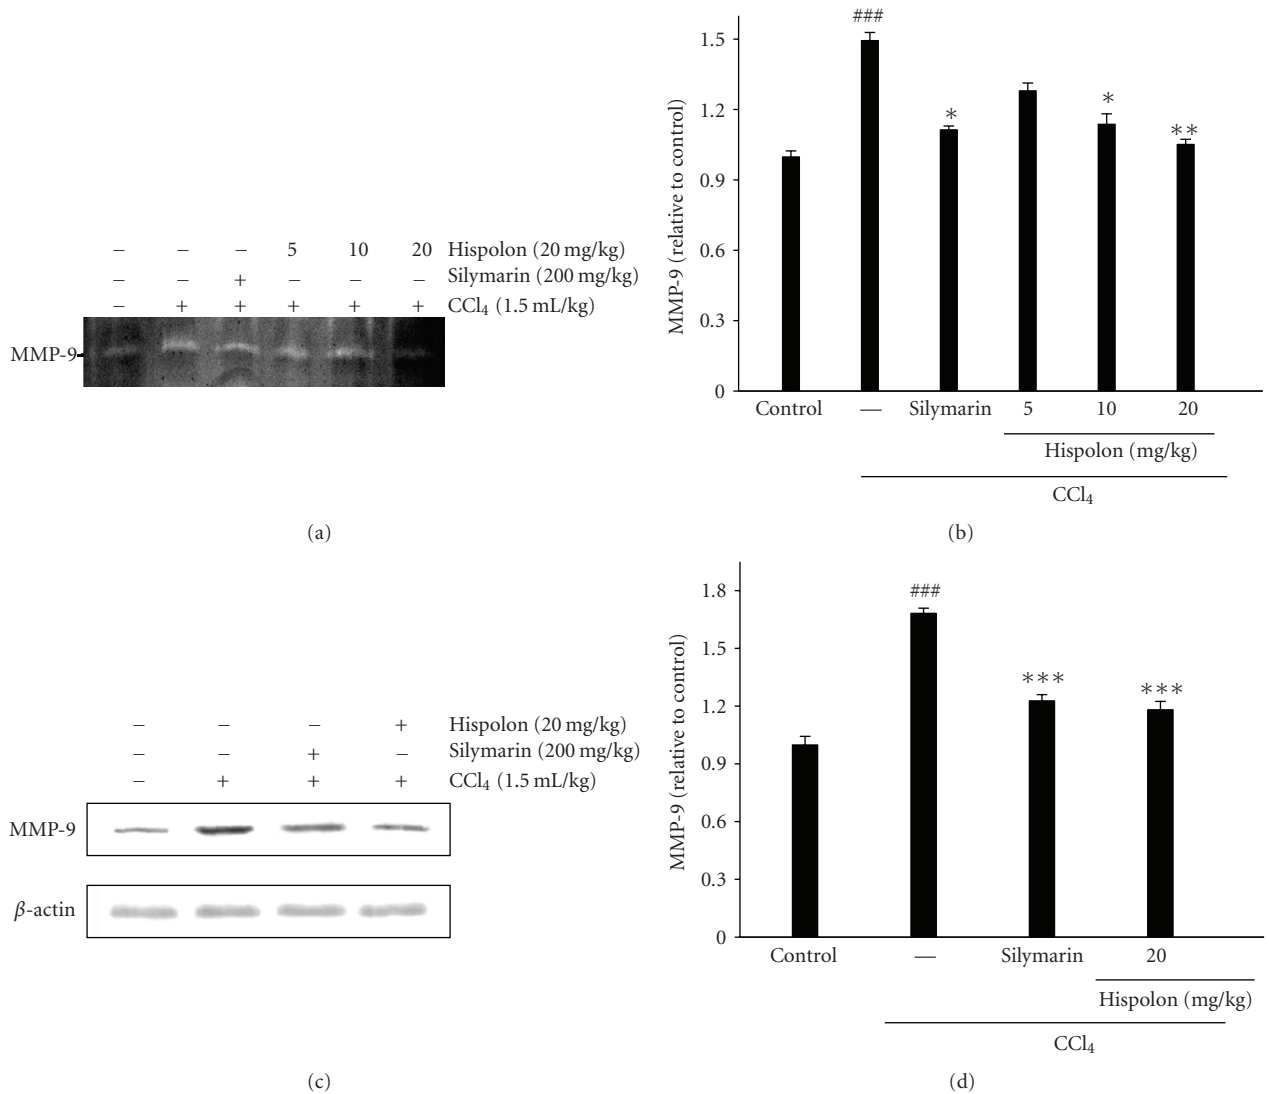 – – – 5 10 20 Hispolon (20 mg/kg)
– – + – – – Silymarin (200 mg/kg)
– + + + + + CCl4 (1.5 mL/kg)
MMP-9
(a)
MMP-9 (relative to control)
1.5
1.2
0.9
0.6
0.3
0
###
*
*
**
Control — Silymarin 5 10 20
Hispolon (mg/kg)
CCl4
(b)
– – – + Hispolon (20 mg/kg)
– – + – Silymarin (200 mg/kg)
– + + + CCl4 (1.5 mL/kg)
MMP-9
β-actin
(c)
MMP-9 (relative to control)
1.8
1.5
1.2
0.9
0.6
0.3
0
###
***
***
Control — Silymarin 20
Hispolon (mg/kg)
CCl4
(d)